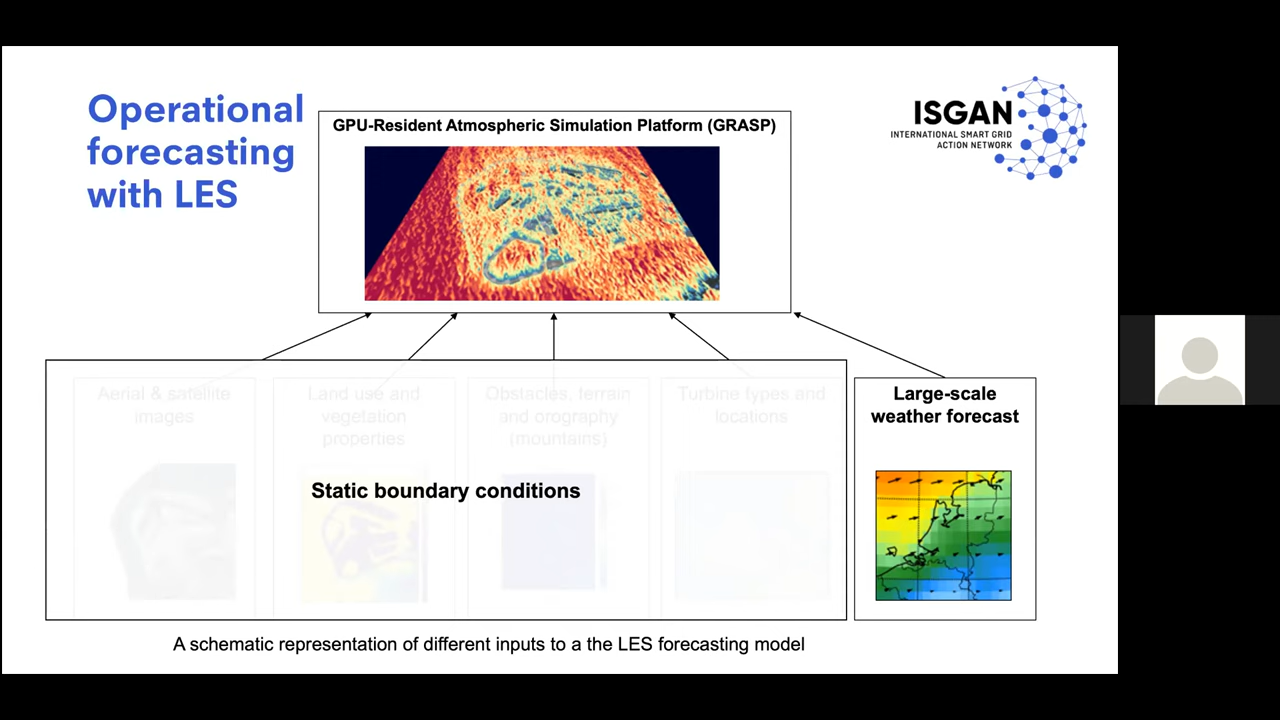 Operational
forecasting
with LES
GPU-Resident Atmospheric Simulation Platform (GRASP)
ISGAN
INTERNATIONAL SMART GRID
ACTION NETWORK
Aerial & satellite
images
Land use and
vegetation
properties
Obstacles, terrain
and orography
(mountains)
Turbine types and
locations
Large-scale
weather forecast
Static boundary conditions
A schematic representation of different inputs to a the LES forecasting model